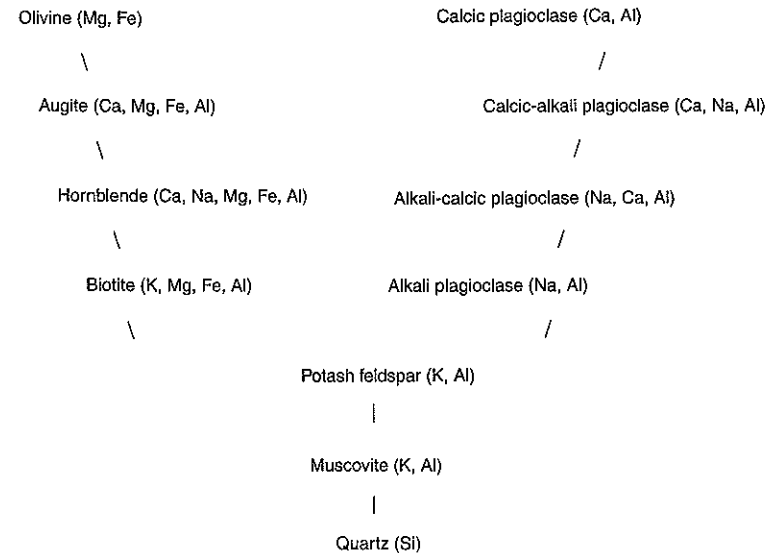 Olivine (Mg, Fe) Calcic plagioclase (Ca, Al)
\ /
Augite (Ca, Mg, Fe, Al) Calcic-alkali plagioclase (Ca, Na, Al)
\ /
Hornblende (Ca, Na, Mg, Fe, Al) Alkali-calcic plagioclase (Na, Ca, Al)
\ /
Biotite (K, Mg, Fe, Al) Alkali plagioclase (Na, Al)
\ /
Potash feldspar (K, Al)
|
Muscovite (K, Al)
|
Quartz (Si)